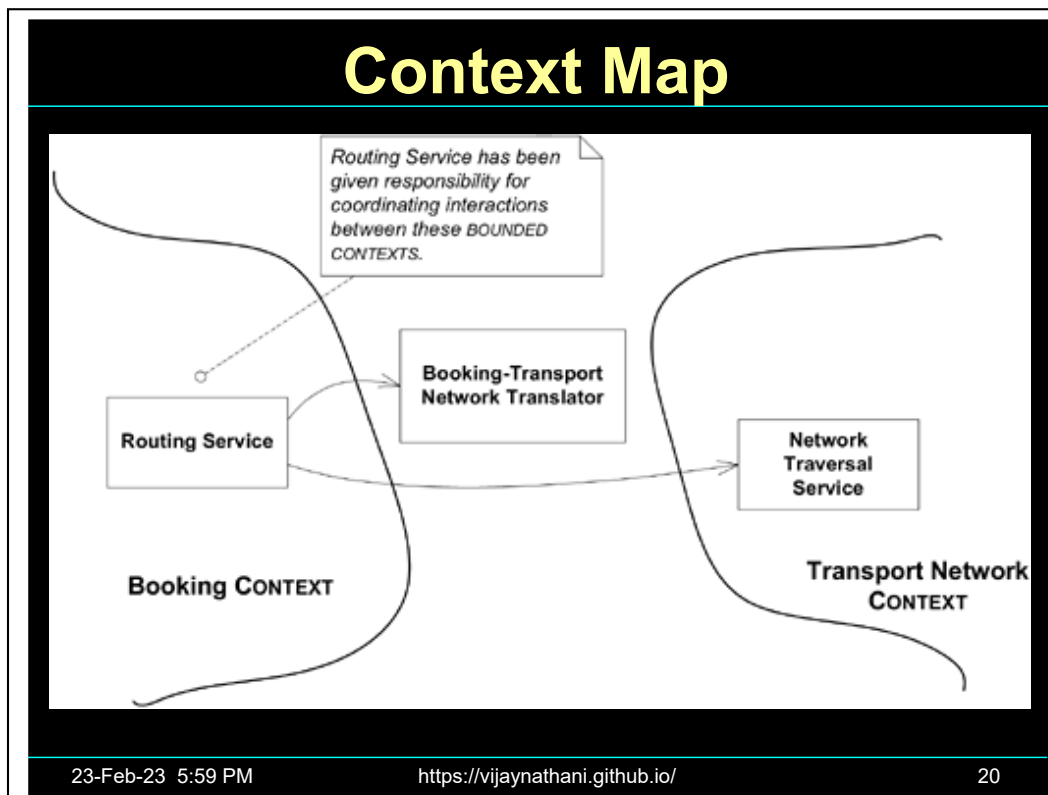 Context Map
Routing Service has been
given responsibility for
coordinating interactions
between these BOUNDED
CONTEXTS.
Booking-Transport
Network Translator
Routing Service
Network
Traversal
Service
Booking CONTEXT
Transport Network
CONTEXT
23-Feb-23 5:59 PM
https://vijaynathani.github.io/
20